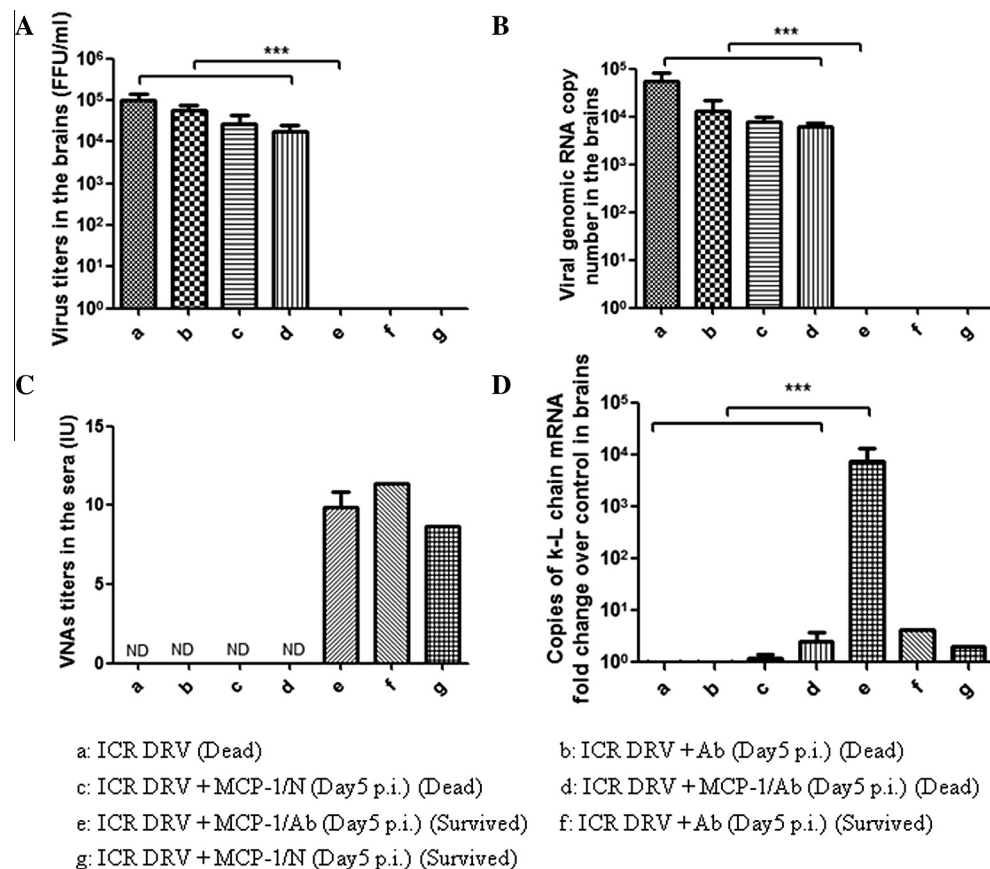 A
Virus titers in the brains (FFU/ml)
10⁶
10⁵
10⁴
10³
10²
10¹
10⁰
***
a b c d e f g
B
Viral genomic RNA copy
number in the brains
10⁵
10⁴
10³
10²
10¹
10⁰
***
a b c d e f g
C
VNAs titers in the sera (IU)
15
10
5
0
ND ND ND ND
a b c d e f g
D
Copies of k-L chain mRNA
fold change over control in brains
10⁵
10⁴
10³
10²
10¹
10⁰
***
a b c d e f g
a: ICR DRV (Dead)
b: ICR DRV + Ab (Day5 p.i.) (Dead)
c: ICR DRV + MCP-1/N (Day5 p.i.) (Dead)
d: ICR DRV + MCP-1/Ab (Day5 p.i.) (Dead)
e: ICR DRV + MCP-1/Ab (Day5 p.i.) (Survived)
f: ICR DRV + Ab (Day5 p.i.) (Survived)
g: ICR DRV + MCP-1/N (Day5 p.i.) (Survived)